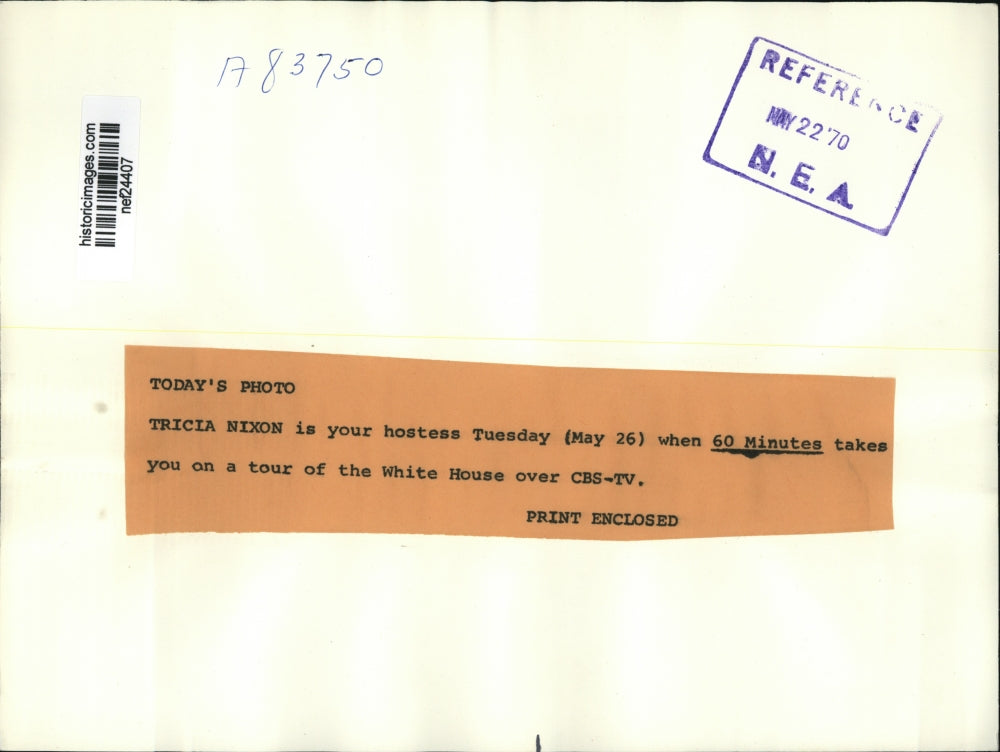 A83750
REFERENCE
MAY 22 '70
N. E. A.
historicimages.com
nef24407
TODAY'S PHOTO
TRICIA NIXON is your hostess Tuesday (May 26) when 60 Minutes takes
you on a tour of the White House over CBS-TV.
PRINT ENCLOSED